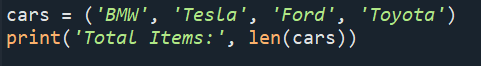 cars = ('BMW', 'Tesla', 'Ford', 'Toyota')
print('Total Items:', len(cars))